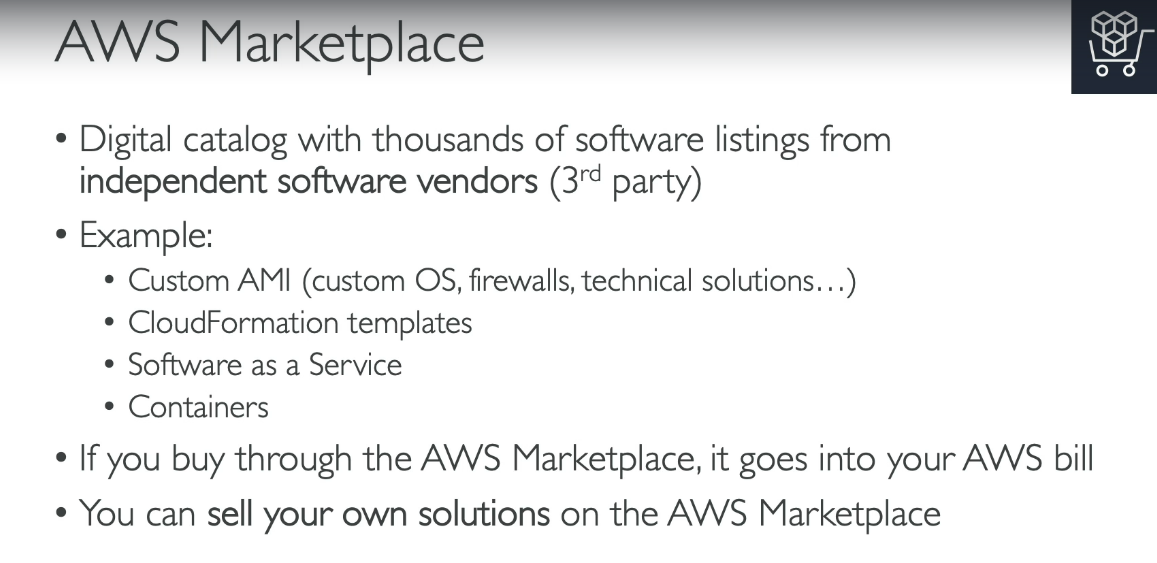 AWS Marketplace
• Digital catalog with thousands of software listings from
independent software vendors (3rd party)
• Example:
• Custom AMI (custom OS, firewalls, technical solutions…)
• CloudFormation templates
• Software as a Service
• Containers
• If you buy through the AWS Marketplace, it goes into your AWS bill
• You can sell your own solutions on the AWS Marketplace